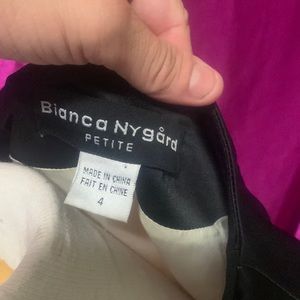 Bianca Nygård
PETITE
MADE IN CHINA
FAIT EN CHINE
4